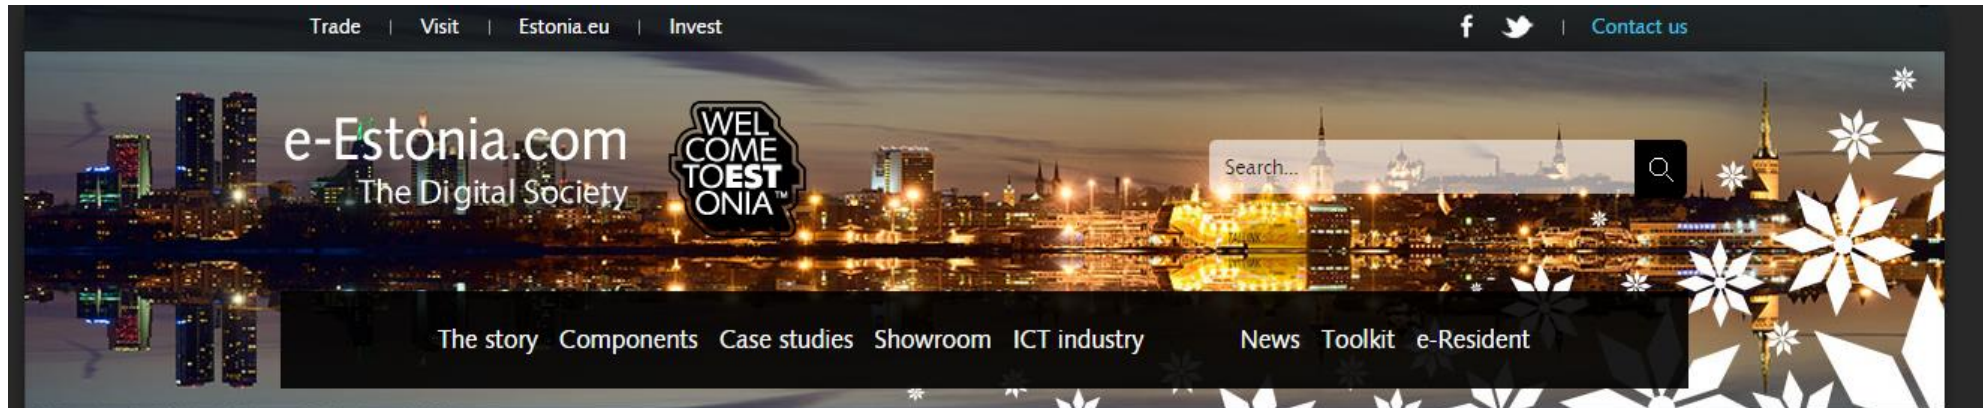 Trade | Visit | Estonia.eu | Invest
f | Contact us
e-Estonia.com
The Digital Society
WEL
COME
TOEST
ONIA™
Search...
The story Components Case studies Showroom ICT industry News Toolkit e-Resident